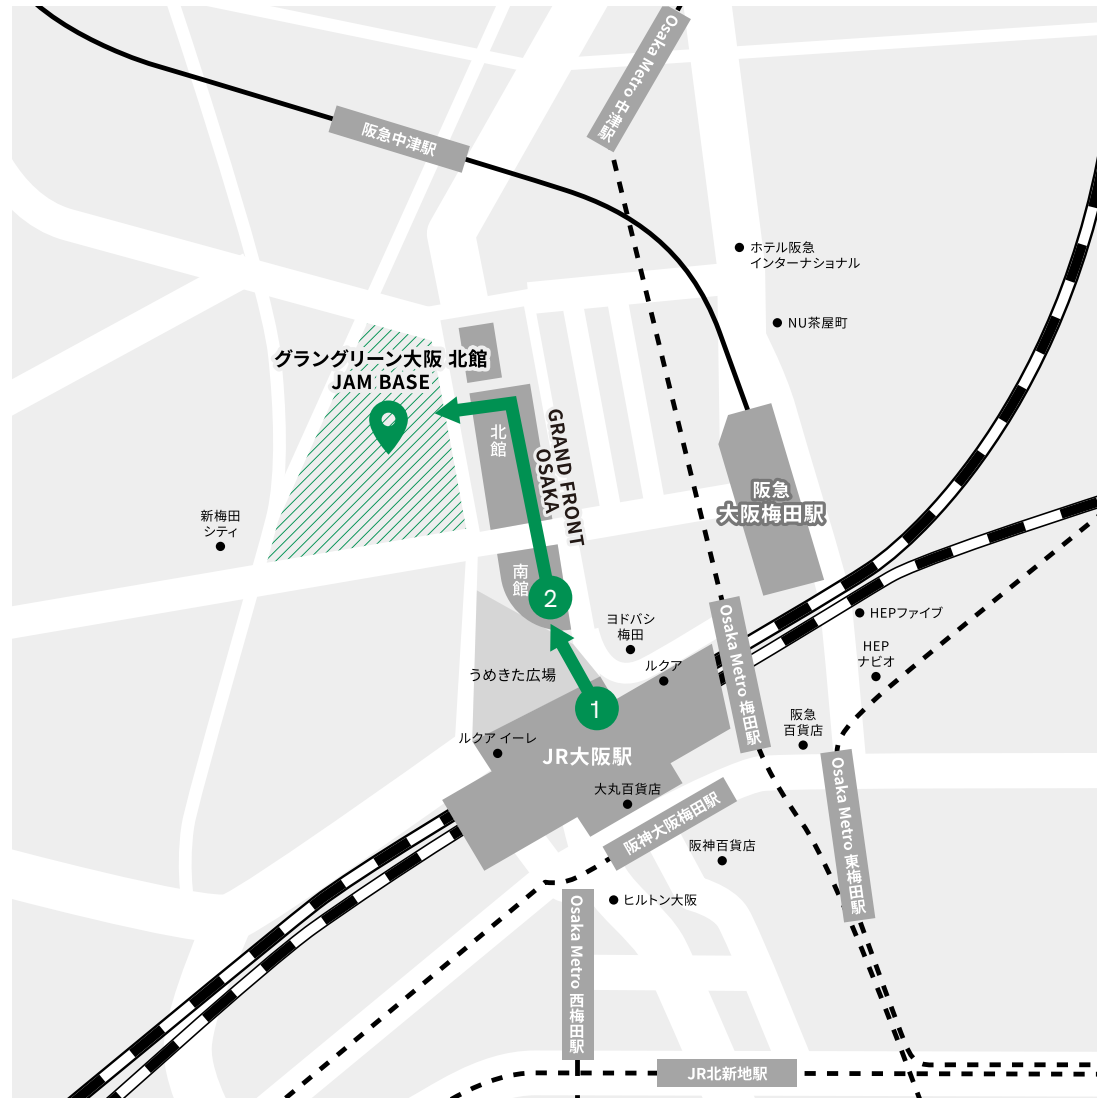 Osaka Metro 中津駅
阪急中津駅
ホテル阪急
インターナショナル
NU茶屋町
グラングリーン大阪 北館
JAM BASE
北館
GRAND FRONT
OSAKA
阪急
大阪梅田駅
新梅田
シティ
南館
2
ヨドバシ
梅田
HEPファイブ
HEP
ナビオ
Osaka Metro 梅田駅
ルクア
うめきた広場
1
阪急
百貨店
ルクア イーレ
JR大阪駅
大丸百貨店
阪神大阪梅田駅
Osaka Metro 東梅田駅
阪神百貨店
ヒルトン大阪
Osaka Metro 西梅田駅
JR北新地駅